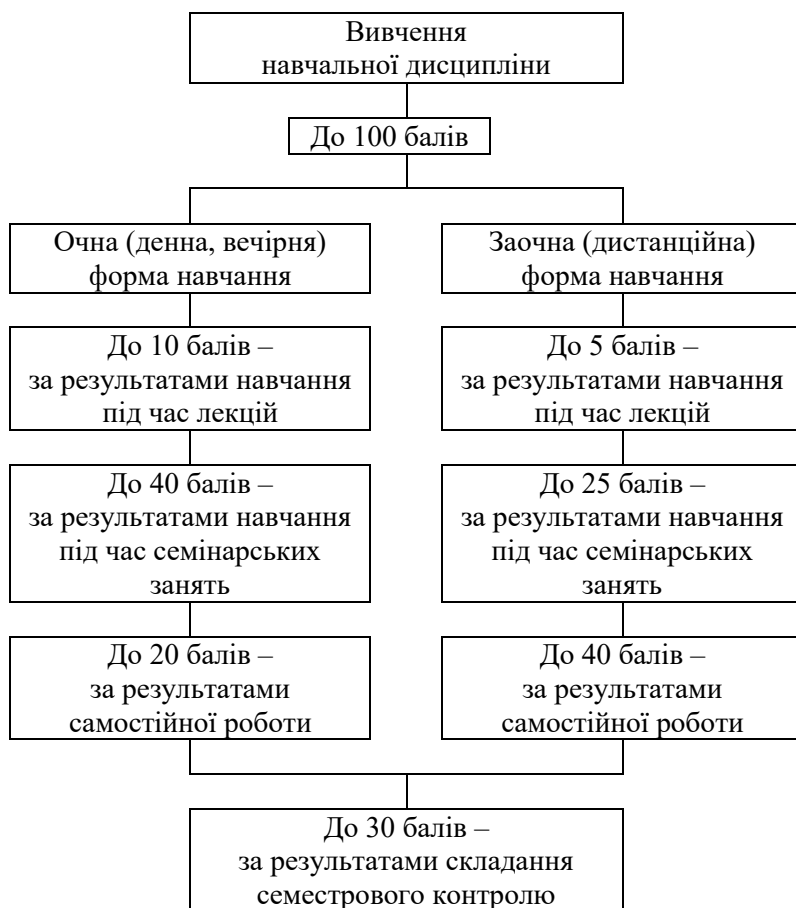 Вивчення
навчальної дисципліни
До 100 балів
Очна (денна, вечірня)
форма навчання
Заочна (дистанційна)
форма навчання
До 10 балів –
за результатами навчання
під час лекцій
До 5 балів –
за результатами навчання
під час лекцій
До 40 балів –
за результатами навчання
під час семінарських
занять
До 25 балів –
за результатами навчання
під час семінарських
занять
До 20 балів –
за результатами
самостійної роботи
До 40 балів –
за результатами
самостійної роботи
До 30 балів –
за результатами складання
семестрового контролю